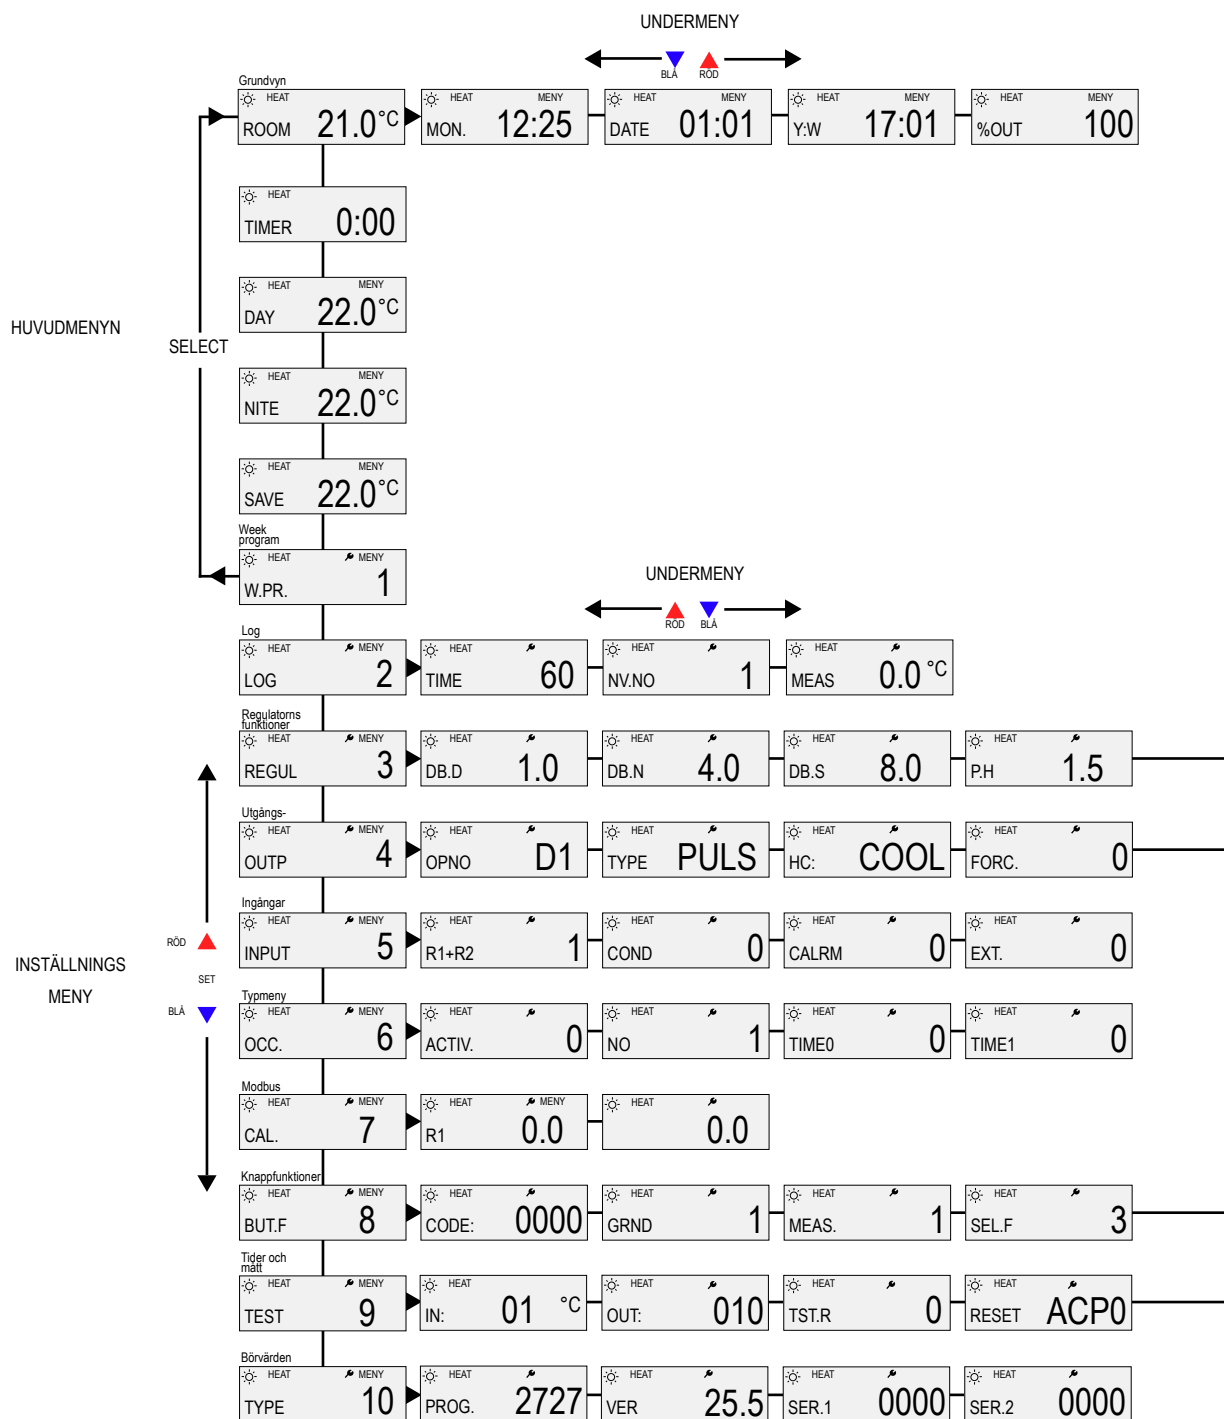 UNDERMENY
BLÅ RÖD
Grundvyn
HEAT
ROOM 21.0°C
HEAT MENY
MON. 12:25
HEAT MENY
DATE 01:01
HEAT MENY
Y:W 17:01
HEAT MENY
%OUT 100
HEAT
TIMER 0:00
HEAT MENY
DAY 22.0°C
HUVUDMENYN
SELECT
HEAT MENY
NITE 22.0°C
HEAT MENY
SAVE 22.0°C
Week
program
HEAT MENY
W.PR. 1
UNDERMENY
RÖD BLÅ
Log
HEAT MENY
LOG 2
HEAT
TIME 60
HEAT
NV.NO 1
HEAT
MEAS 0.0 °C
Regulatorns
funktioner
HEAT MENY
REGUL 3
HEAT
DB.D 1.0
HEAT
DB.N 4.0
HEAT
DB.S 8.0
HEAT
P.H 1.5
Utgångs-
HEAT MENY
OUTP 4
HEAT
OPNO D1
HEAT
TYPE PULS
HEAT
HC: COOL
HEAT
FORC. 0
Ingångar
HEAT MENY
INPUT 5
HEAT
R1+R2 1
HEAT
COND 0
HEAT
CALRM 0
HEAT
EXT. 0
RÖD
INSTÄLLNINGS
MENY
SET
BLÅ
Typmeny
HEAT MENY
OCC. 6
HEAT
ACTIV. 0
HEAT
NO 1
HEAT
TIME0 0
HEAT
TIME1 0
Modbus
HEAT MENY
CAL. 7
HEAT MENY
R1 0.0
HEAT
0.0
Knappfunktioner
HEAT MENY
BUT.F 8
HEAT
CODE: 0000
HEAT
GRND 1
HEAT
MEAS. 1
HEAT
SEL.F 3
Tider och
mått
HEAT MENY
TEST 9
HEAT
IN: 01 °C
HEAT
OUT: 010
HEAT
TST.R 0
HEAT
RESET ACP0
Börvärden
HEAT MENY
TYPE 10
HEAT
PROG. 2727
HEAT
VER 25.5
HEAT
SER.1 0000
HEAT
SER.2 0000